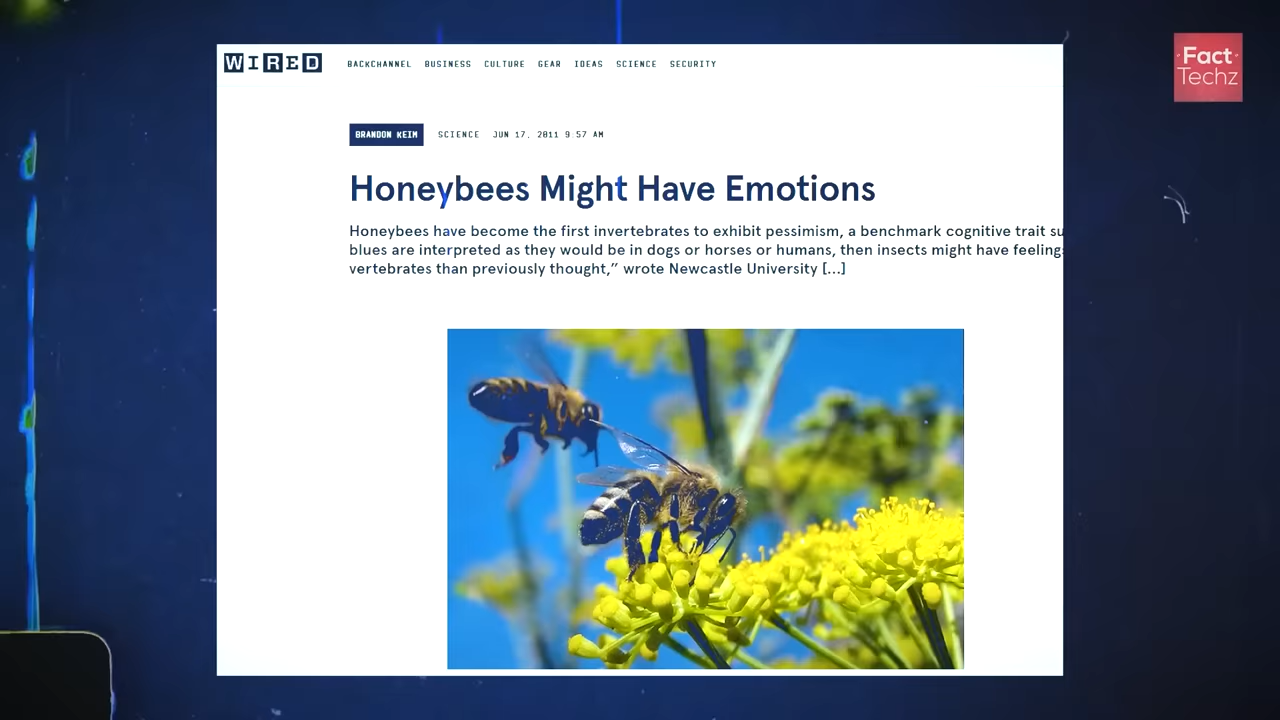 WIRED
BACKCHANNEL BUSINESS CULTURE GEAR IDEAS SCIENCE SECURITY
Fact
Techz
BRANDON KEIM SCIENCE JUN 17, 2011 9:57 AM
Honeybees Might Have Emotions
Honeybees have become the first invertebrates to exhibit pessimism, a benchmark cognitive trait su
blues are interpreted as they would be in dogs or horses or humans, then insects might have feelings
vertebrates than previously thought,” wrote Newcastle University [...]